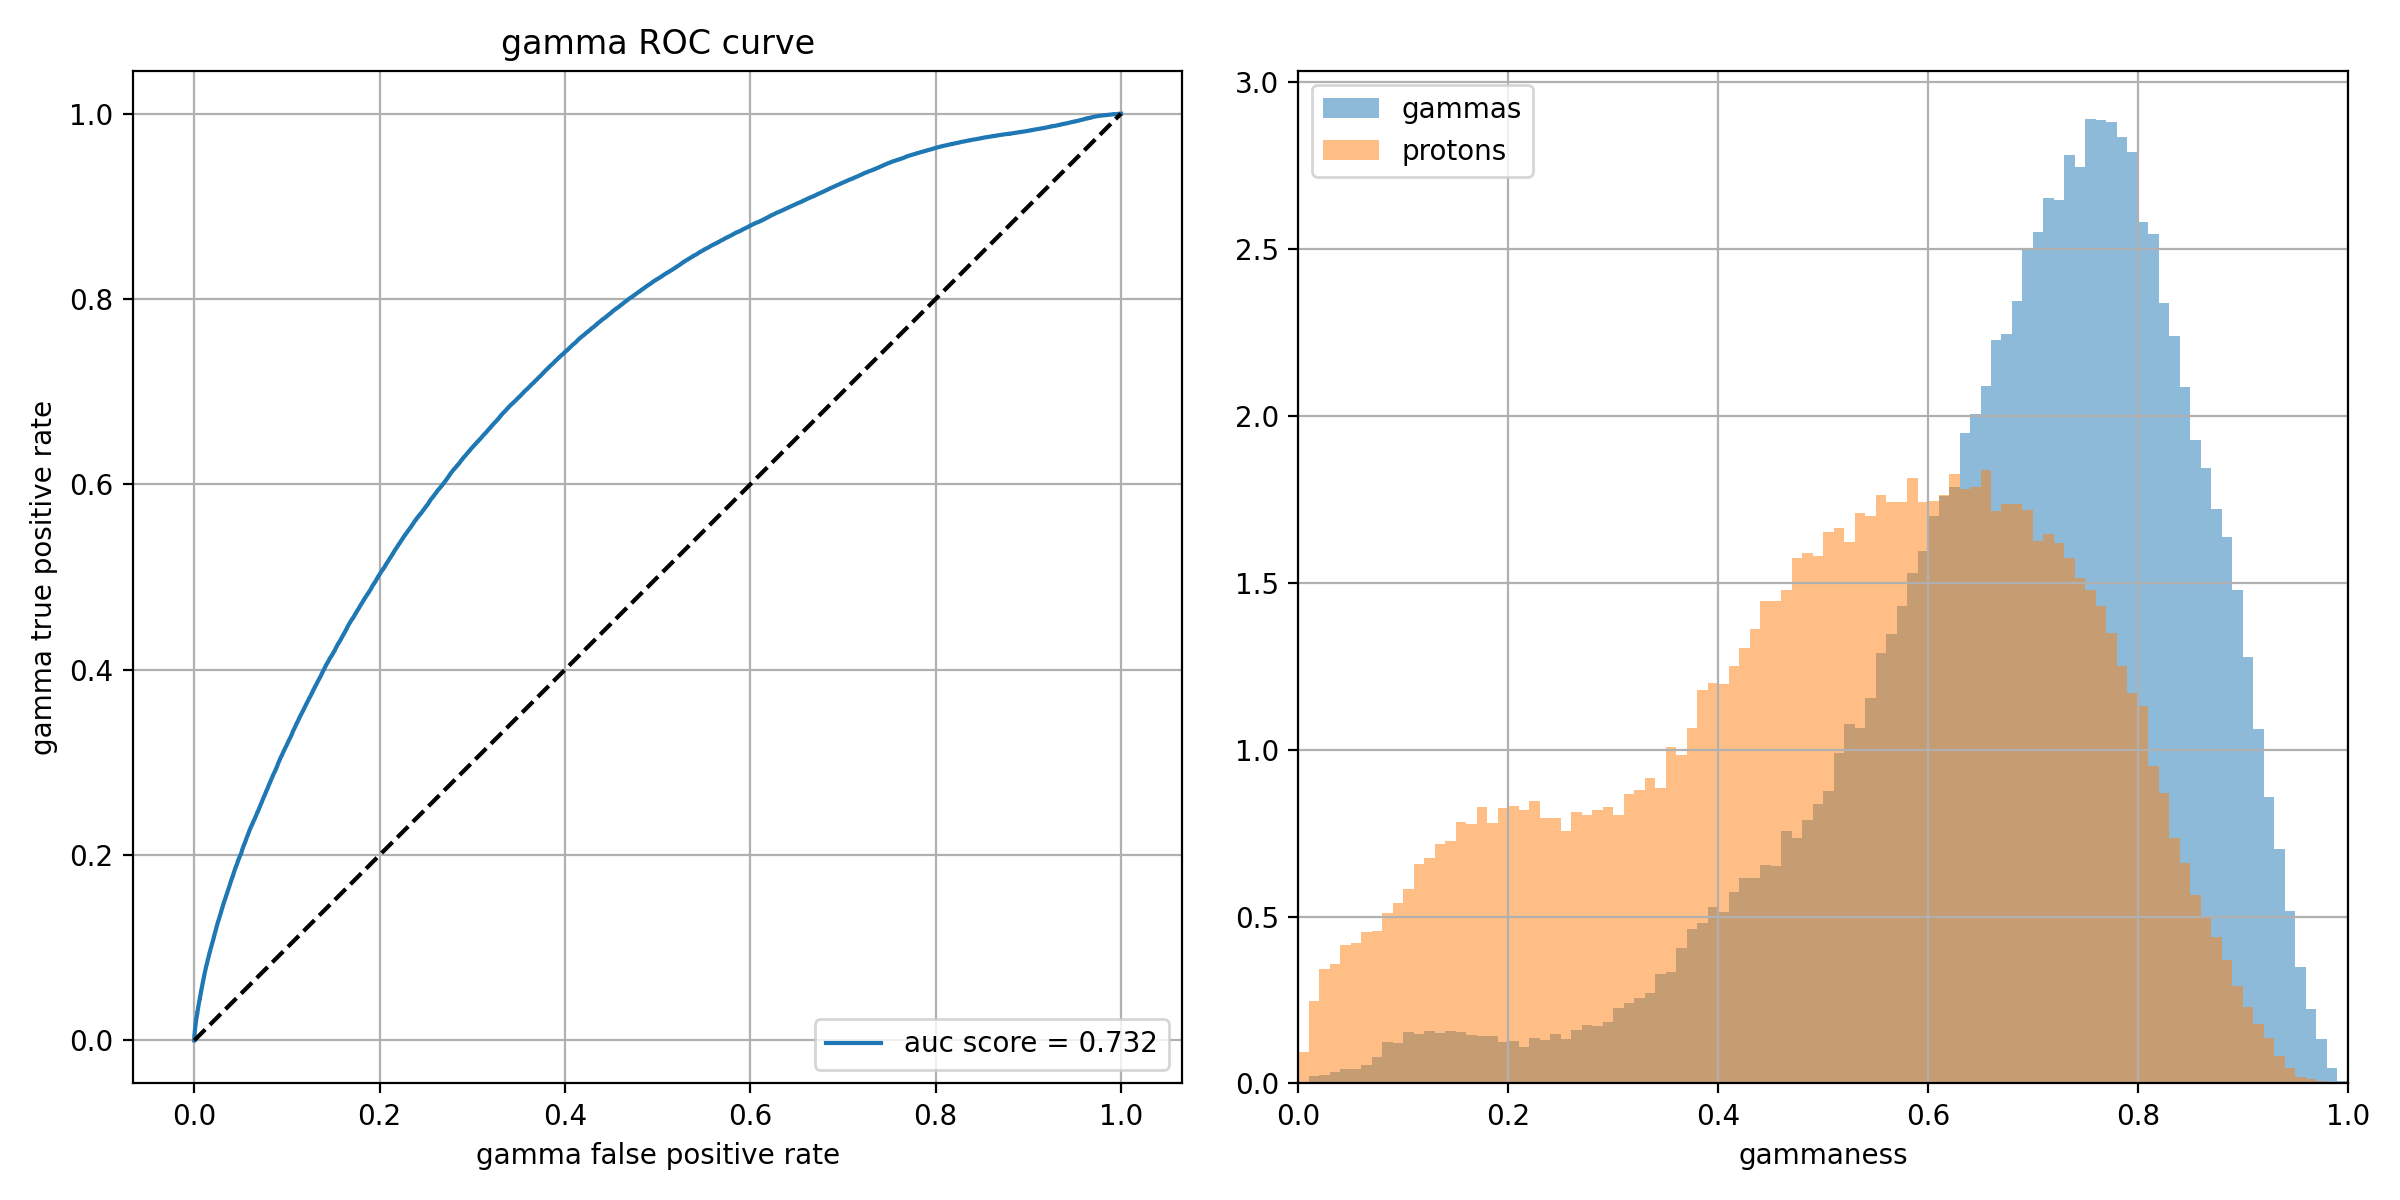 gamma ROC curve
1.0
0.8
0.6
0.4
0.2
0.0
gamma true positive rate
auc score = 0.732
0.0 0.2 0.4 0.6 0.8 1.0
gamma false positive rate
3.0
2.5
2.0
1.5
1.0
0.5
0.0
gammas
protons
0.0 0.2 0.4 0.6 0.8 1.0
gammaness